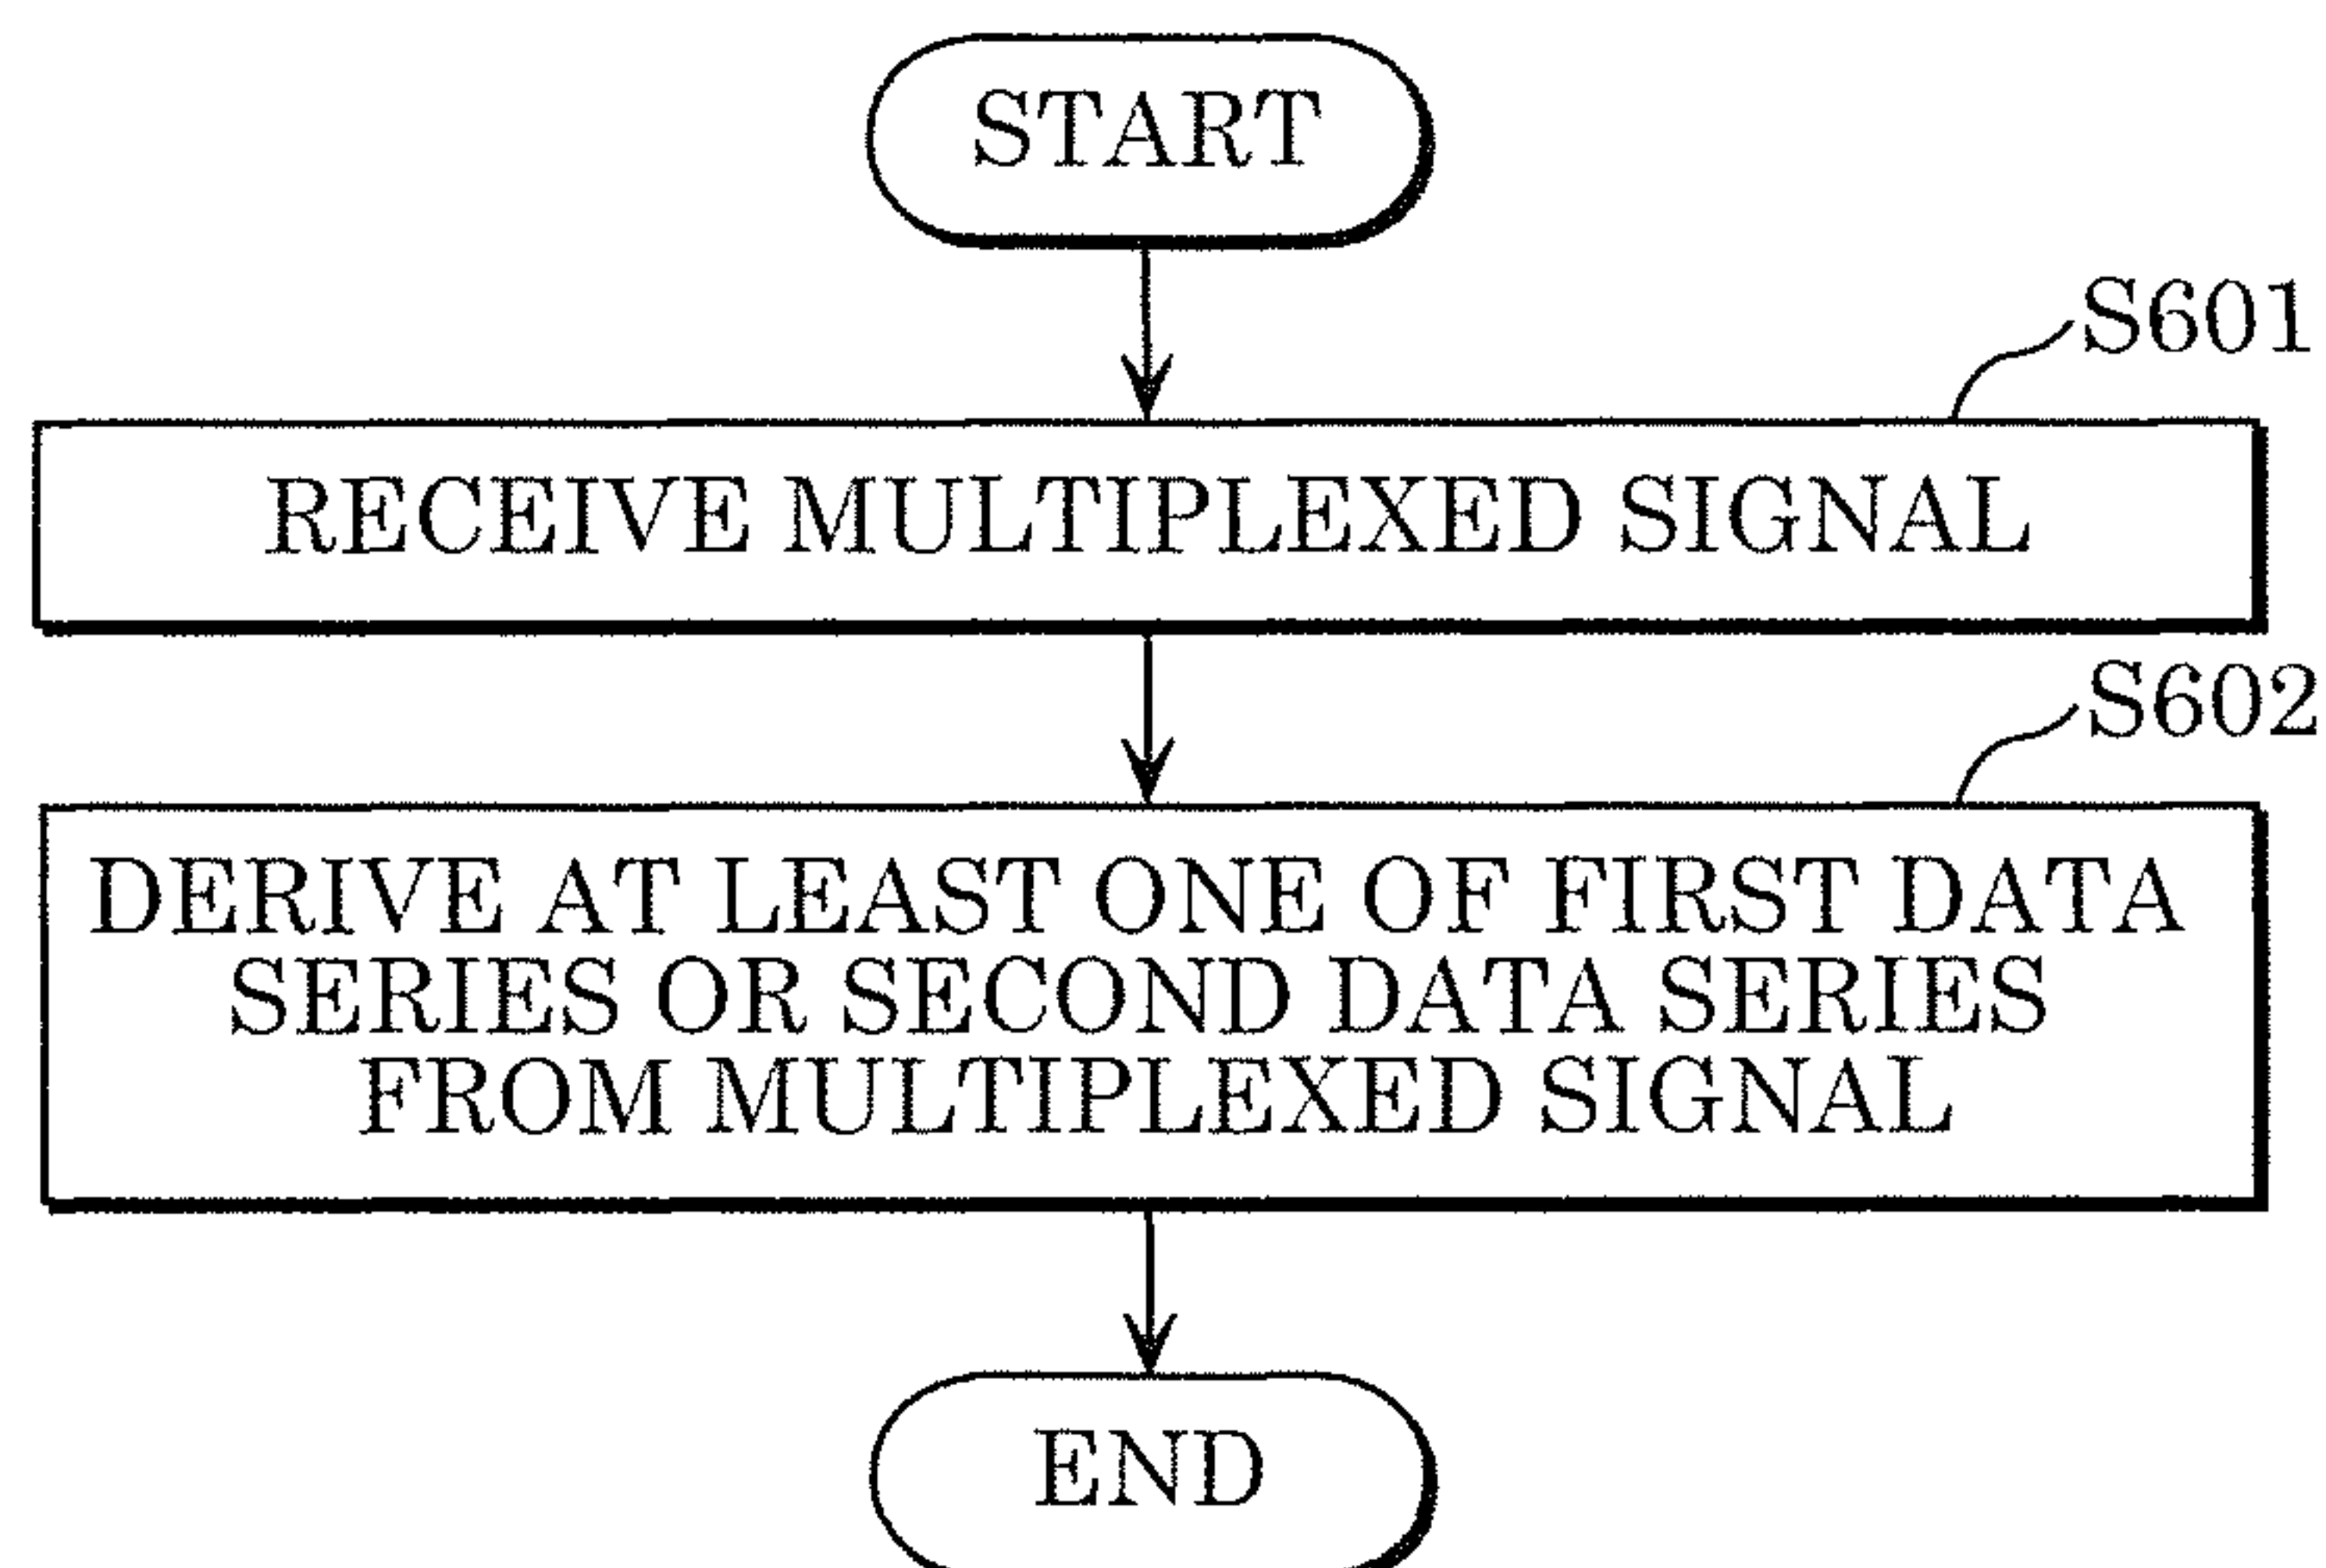 START
S601
RECEIVE MULTIPLEXED SIGNAL
S602
DERIVE AT LEAST ONE OF FIRST DATA
SERIES OR SECOND DATA SERIES
FROM MULTIPLEXED SIGNAL
END